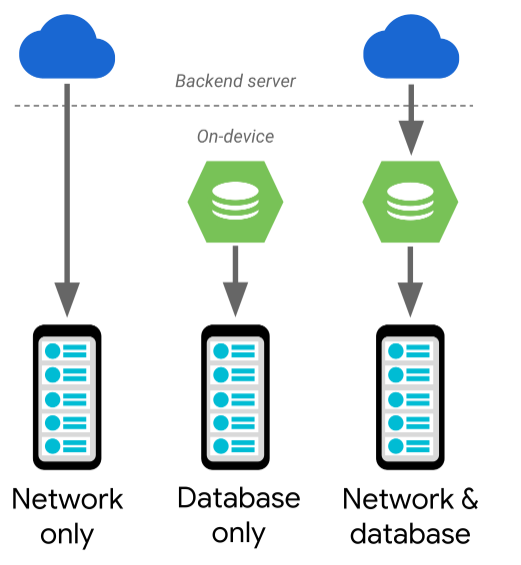 Backend server
On-device
Network
only
Database
only
Network &
database